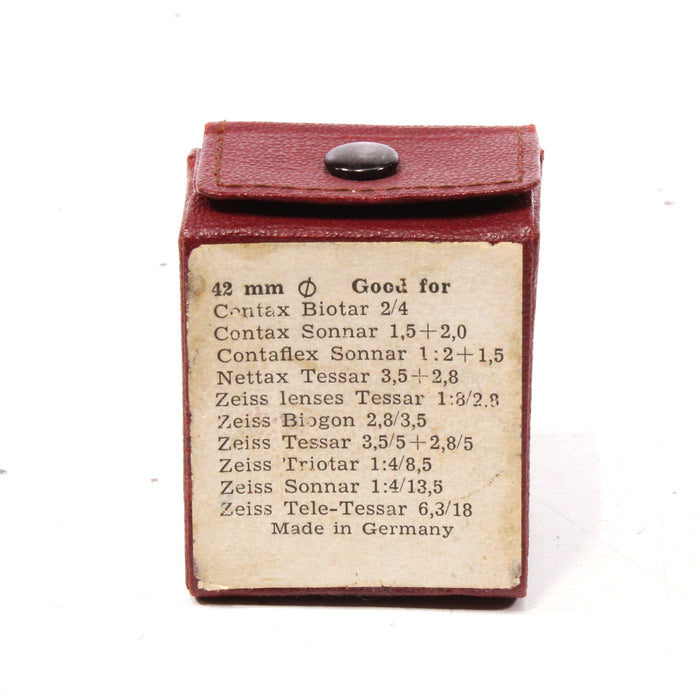 42 mm ∅ Good for
Contax Biotar 2/4
Contax Sonnar 1,5+2,0
Contaflex Sonnar 1:2+1,5
Nettax Tessar 3,5+2,8
Zeiss lenses Tessar 1:8/2.8
Zeiss Biogon 2,8/3,5
Zeiss Tessar 3,5/5+2,8/5
Zeiss Triotar 1:4/8,5
Zeiss Sonnar 1:4/13,5
Zeiss Tele-Tessar 6,3/18
Made in Germany